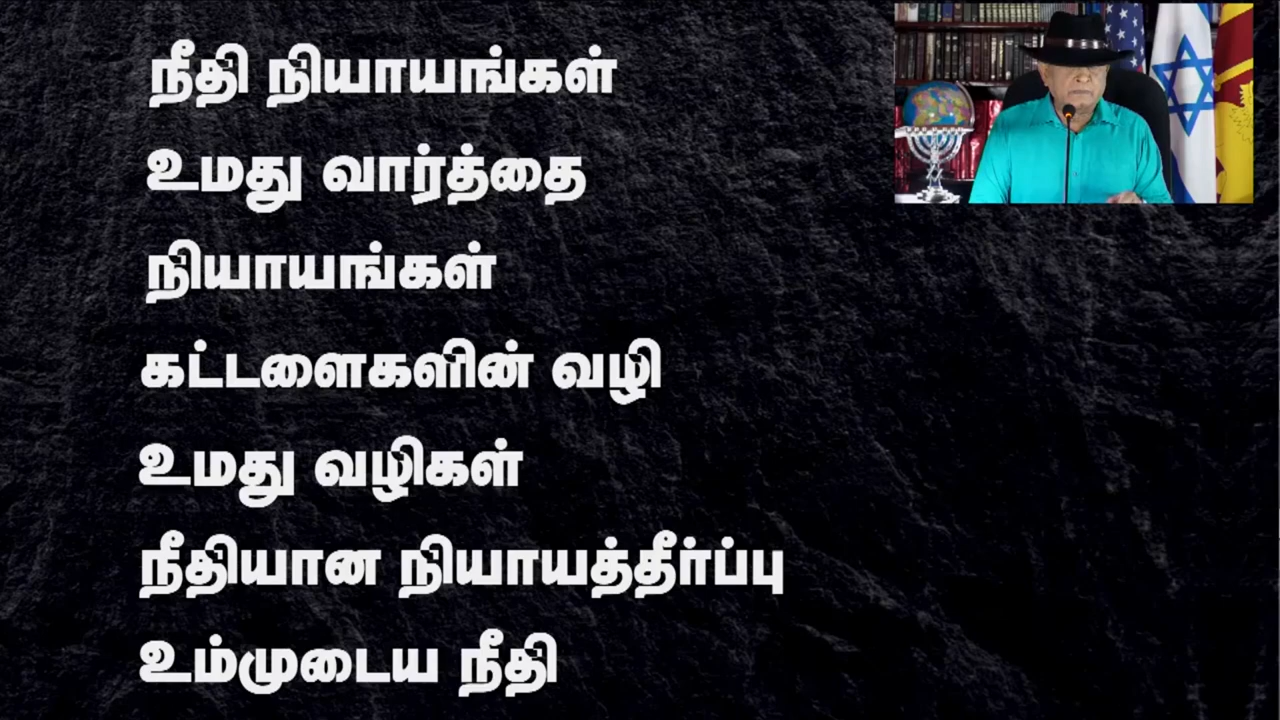 நீதி நியாயங்கள்
உமது வார்த்தை
நியாயங்கள்
கட்டளைகளின் வழி
உமது வழிகள்
நீதியான நியாயத்தீர்ப்பு
உம்முடைய நீதி